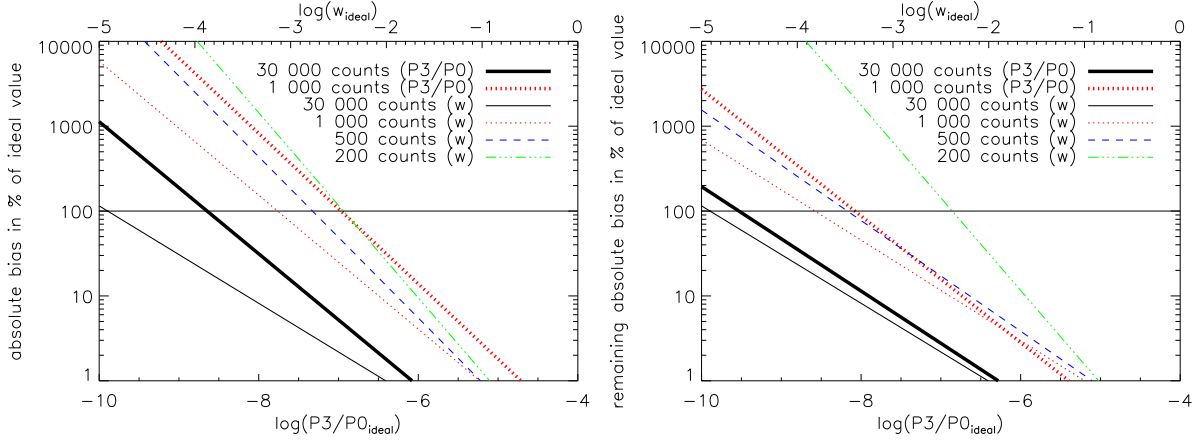 log(w_ideal)
−5 −4 −3 −2 −1 0
absolute bias in % of ideal value
10000
1000
100
10
1
30 000 counts (P3/P0)
1 000 counts (P3/P0)
30 000 counts (w)
1 000 counts (w)
500 counts (w)
200 counts (w)
−10 −8 −6 −4
log(P3/P0_ideal)
log(w_ideal)
−5 −4 −3 −2 −1 0
remaining absolute bias in % of ideal value
10000
1000
100
10
1
30 000 counts (P3/P0)
1 000 counts (P3/P0)
30 000 counts (w)
1 000 counts (w)
500 counts (w)
200 counts (w)
−10 −8 −6 −4
log(P3/P0_ideal)